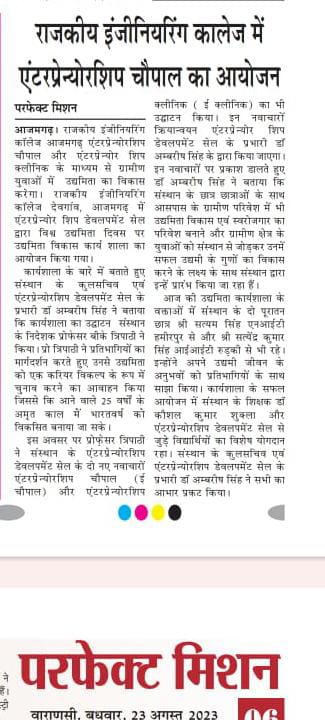 राजकीय इंजीनियरिंग कालेज में
एंटरप्रेन्योरशिप चौपाल का आयोजन
परफेक्ट मिशन
आजमगढ़। राजकीय इंजीनियरिंग
कॉलेज आजमगढ़ एंटरप्रेन्योरशिप
चौपाल और एंटरप्रेन्योर शिप
क्लीनिक के माध्यम से ग्रामीण
युवाओं में उद्यमिता का विकास
करेगा। राजकीय इंजीनियरिंग
कॉलेज देवगांव, आजमगढ़ में
एंटरप्रेन्योर शिप डेवलपमेंट सेल
द्वारा विश्व उद्यमिता दिवस पर
उद्यमिता विकास कार्य शाला का
आयोजन किया गया।
कार्यशाला के बारे में बताते हुए
संस्थान के कुलसचिव एवं
एंटरप्रेन्योरशिप डेवलपमेंट सेल के
प्रभारी डॉ अम्बरीष सिंह ने बताया
कि कार्यशाला का उद्घाटन संस्थान
के निदेशक प्रोफेसर बीके त्रिपाठी ने
किया। प्रो त्रिपाठी ने प्रतिभागियों का
मार्गदर्शन करते हुए उनसे उद्यमिता
को एक करियर विकल्प के रूप में
चुनाव करने का आवाहन किया
जिससे कि आने वाले 25 वर्षों के
अमृत काल में भारतवर्ष को
विकसित बनाया जा सके।
इस अवसर पर प्रोफ़ेसर त्रिपाठी
ने संस्थान के एंटरप्रेन्योरशिप
डेवलपमेंट सेल के दो नए नवाचारों
एंटरप्रेन्योरशिप चौपाल (ई
चौपाल) और एंटरप्रेन्योरशिप
क्लीनिक ( ई क्लीनिक) का भी
उद्घाटन किया। इन नवाचारों
क्रियान्वयन एंटरप्रेन्योर शिप
डेवलपमेंट सेल के प्रभारी डॉ
अम्बरीष सिंह के द्वारा किया जाएगा।
इन नवाचारों पर प्रकाश डालते हुए
डॉ अम्बरीष सिंह ने बताया कि
संस्थान के छात्र छात्राओं के साथ
आसपास के ग्रामीण परिवेश में भी
उद्यमिता विकास एवं स्वरोजगार का
परिवेश बनाने और ग्रामीण क्षेत्र के
युवाओं को संस्थान से जोड़कर उनमें
सफल उद्यमी के गुणों का विकास
करने के लक्ष्य के साथ संस्थान द्वारा
इन्हें प्रारंभ किया जा रहा हैं।
आज की उद्यमिता कार्यशाला के
वक्ताओं में संस्थान के दो पुरातन
छात्र श्री सत्यम सिंह एनआईटी
हमीरपुर से और श्री सत्येंद्र कुमार
सिंह आईआईटी रुड़की से भी रहे।
इन्होंने अपने उद्यमी जीवन के
अनुभवों को प्रतिभागियों के साथ
साझा किया। कार्यशाला के सफल
आयोजन में संस्थान के शिक्षक डॉ
कौशल कुमार शुक्ला और
एंटरप्रेन्योरशिप डेवलपमेंट सेल से
जुड़े विद्यार्थियों का विशेष योगदान
रहा। संस्थान के कुलसचिव एवं
एंटरप्रेन्योरशिप डेवलपमेंट सेल के
प्रभारी डॉ अम्बरीष सिंह ने सभी का
आभार प्रकट किया।
ने
हैं।
परफेक्ट मिशन
वाराणसी, बुधवार, 23 अगस्त 2023
06